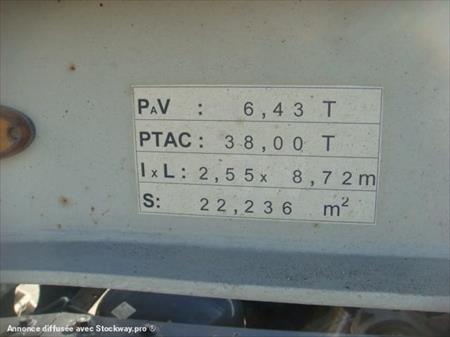 PAV : 6,43 T
PTAC: 38,00 T
IxL: 2,55x 8,72m
S: 22,236 m²
Annonce diffusée avec Stockway.pro ®